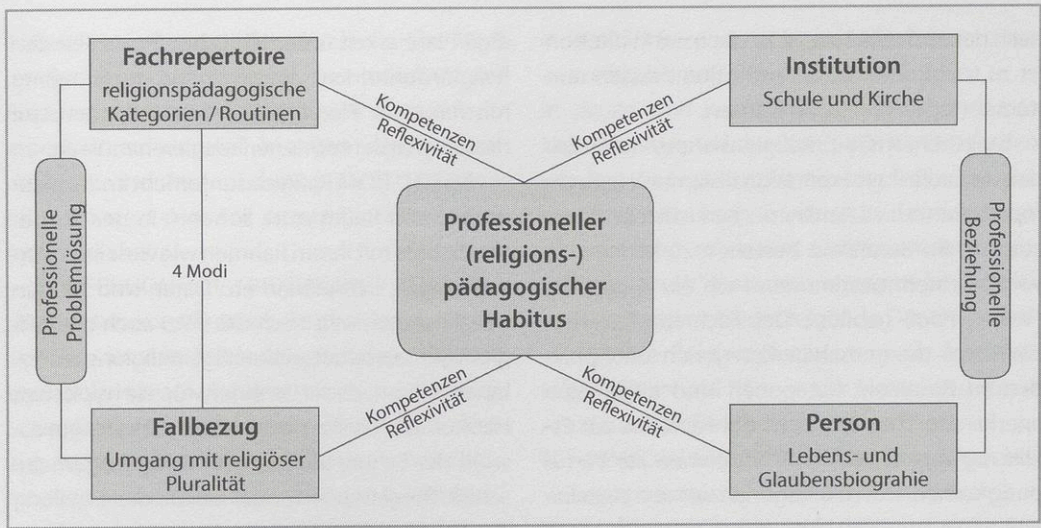 Fachrepertoire
religionspädagogische
Kategorien / Routinen
Kompetenzen
Reflexivität
Kompetenzen
Reflexivität
Institution
Schule und Kirche
Professionelle
Problemlösung
4 Modi
Professioneller
(religions-)
pädagogischer
Habitus
Professionelle
Beziehung
Fallbezug
Umgang mit religiöser
Pluralität
Kompetenzen
Reflexivität
Kompetenzen
Reflexivität
Person
Lebens- und
Glaubensbiograhie